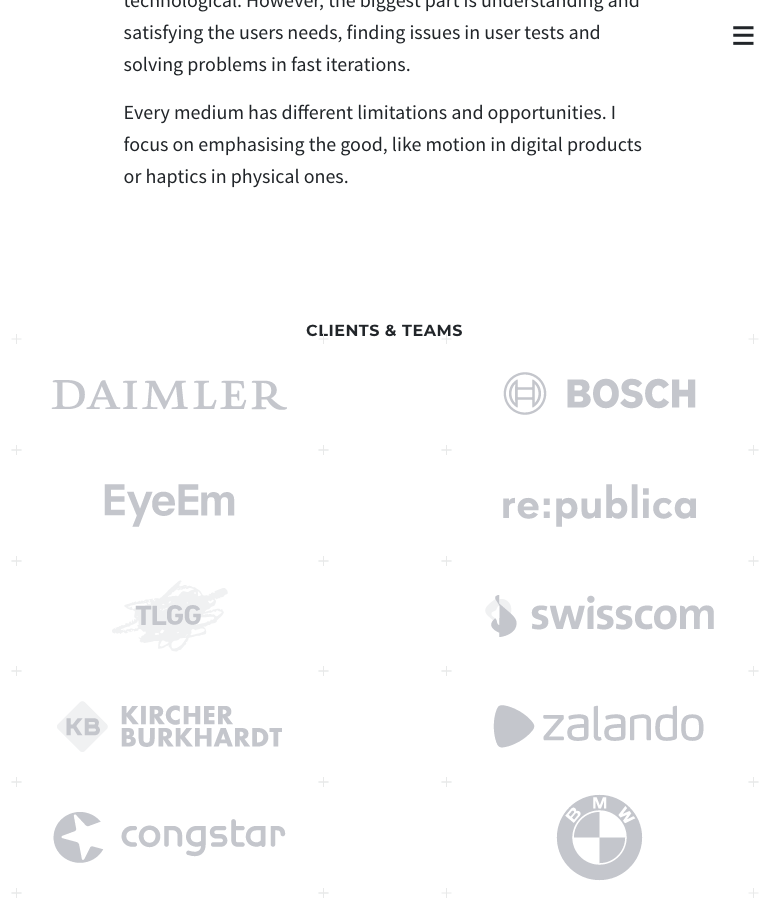 technological. However, the biggest part is understanding and
satisfying the users needs, finding issues in user tests and
solving problems in fast iterations.
Every medium has different limitations and opportunities. I
focus on emphasising the good, like motion in digital products
or haptics in physical ones.
CLIENTS & TEAMS
DAIMLER
BOSCH
EyeEm
re:publica
TLGG
swisscom
KB KIRCHER
BURKHARDT
zalando
congstar
BMW